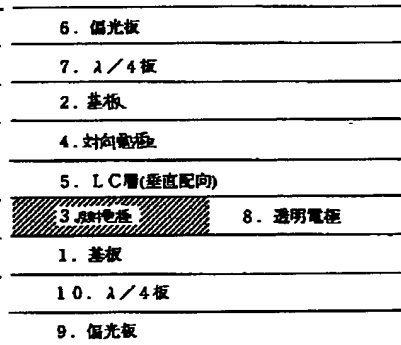 6. 偏光板
7. λ/4板
2. 基板
4. 対向電極
5. LC層(垂直配向)
3. 反射電極 8. 透明電極
1. 基板
10. λ/4板
9. 偏光板